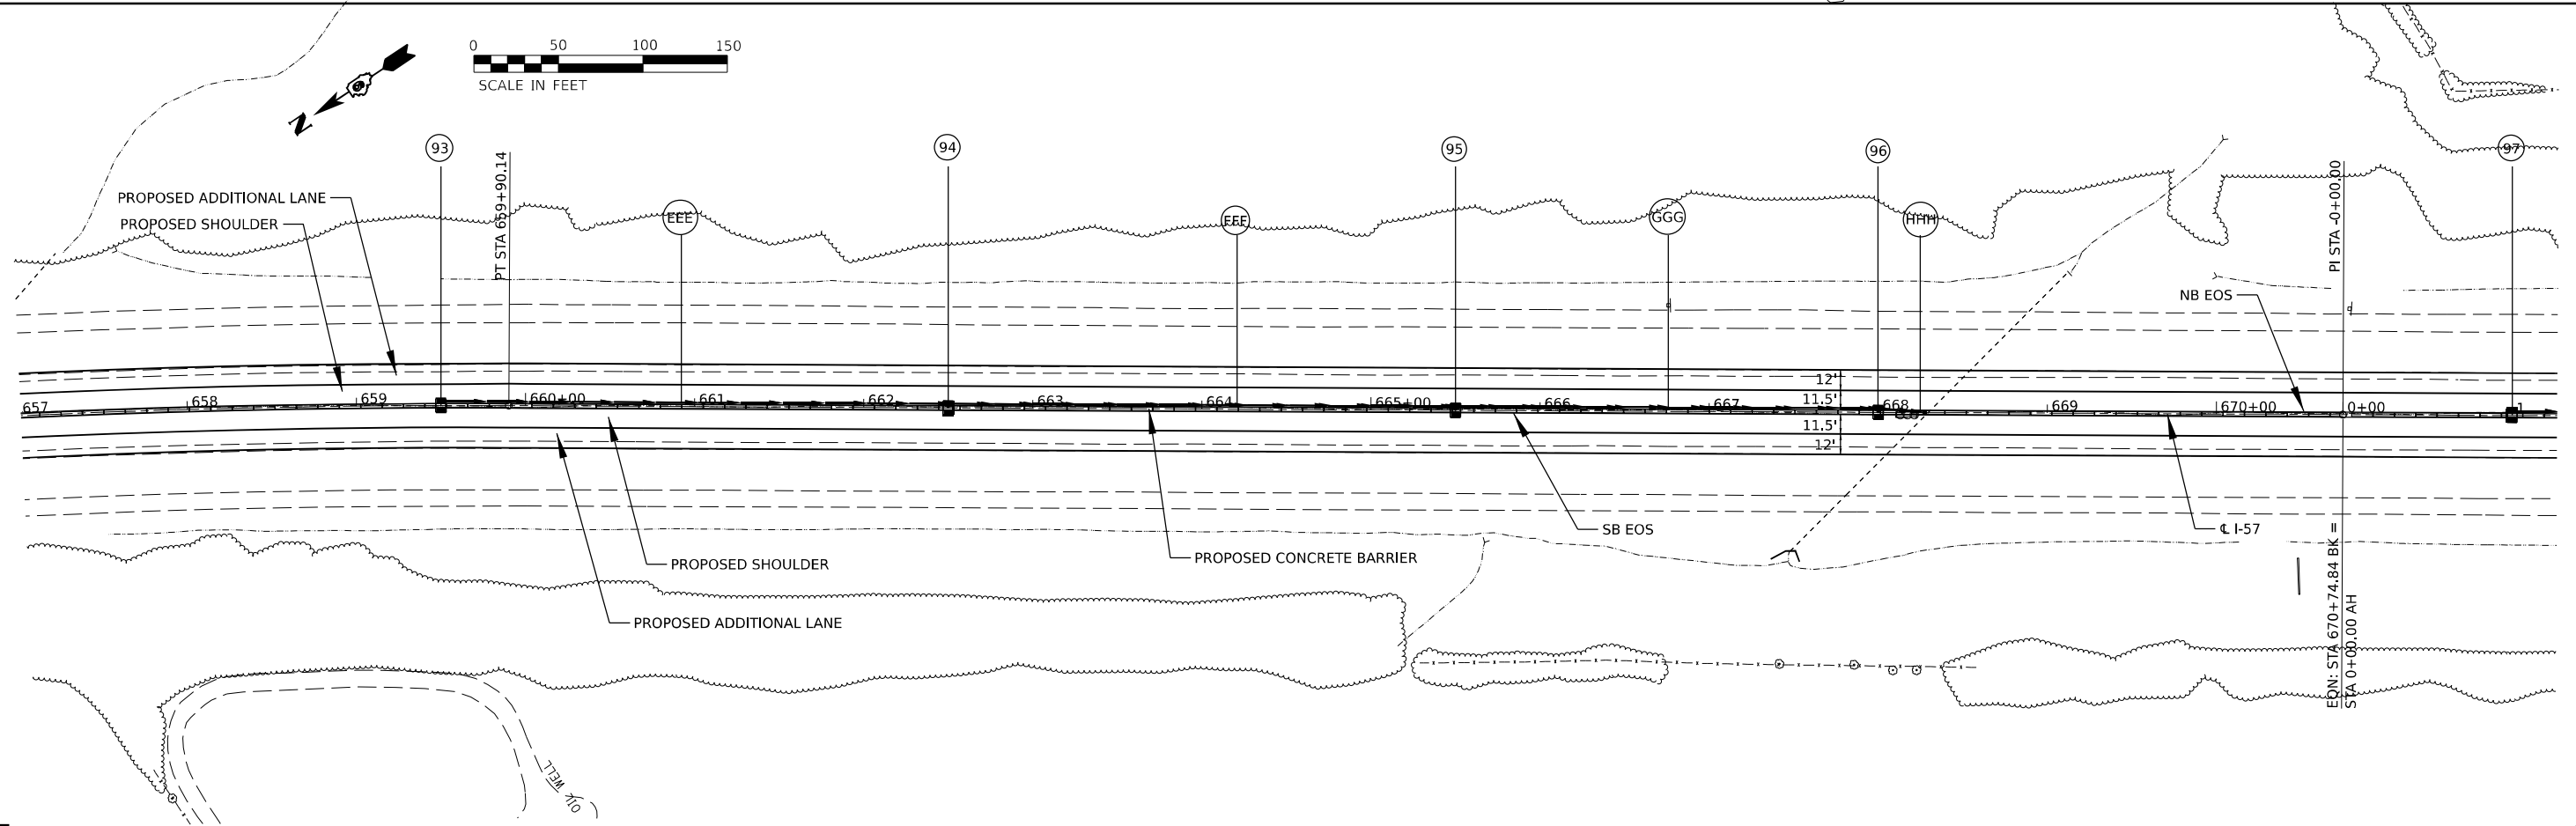 0 50 100 150
SCALE IN FEET
N
93
94
95
96
97
PT STA 659+90.14
PI STA -0+00.00
PROPOSED ADDITIONAL LANE
PROPOSED SHOULDER
EEE
FFF
GGG
HHH
NB EOS
12'
11.5'
657 658 659 660+00 661 662 663 664 665+00 666 667 668 669 670+00 0+00 1
11.5'
12'
SB EOS
℄ I-57
PROPOSED CONCRETE BARRIER
PROPOSED SHOULDER
PROPOSED ADDITIONAL LANE
EQN: STA 670+74.84 BK =
STA 0+00.00 AH
OIL WELL